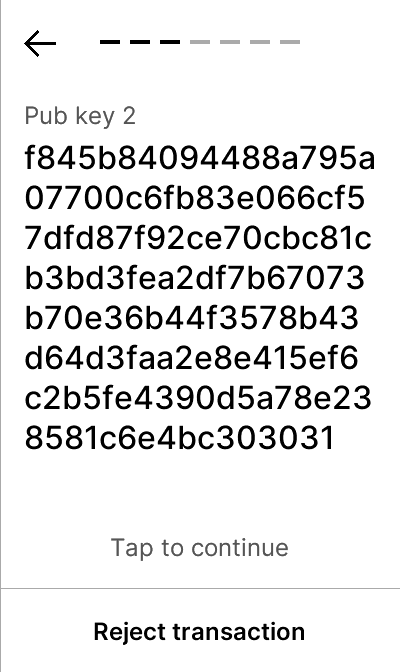 Pub key 2
f845b84094488a795a
07700c6fb83e066cf5
7dfd87f92ce70cbc81c
b3bd3fea2df7b67073
b70e36b44f3578b43
d64d3faa2e8e415ef6
c2b5fe4390d5a78e23
8581c6e4bc303031
Tap to continue
Reject transaction